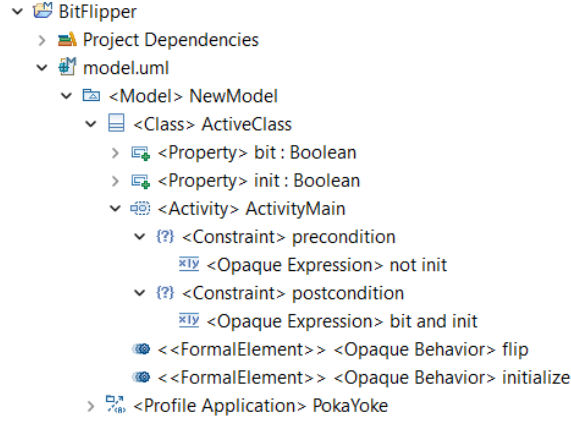 BitFlipper
Project Dependencies
model.uml
<Model> NewModel
<Class> ActiveClass
<Property> bit : Boolean
<Property> init : Boolean
<Activity> ActivityMain
<Constraint> precondition
<Opaque Expression> not init
<Constraint> postcondition
<Opaque Expression> bit and init
<<FormalElement>> <Opaque Behavior> flip
<<FormalElement>> <Opaque Behavior> initialize
<Profile Application> PokaYoke